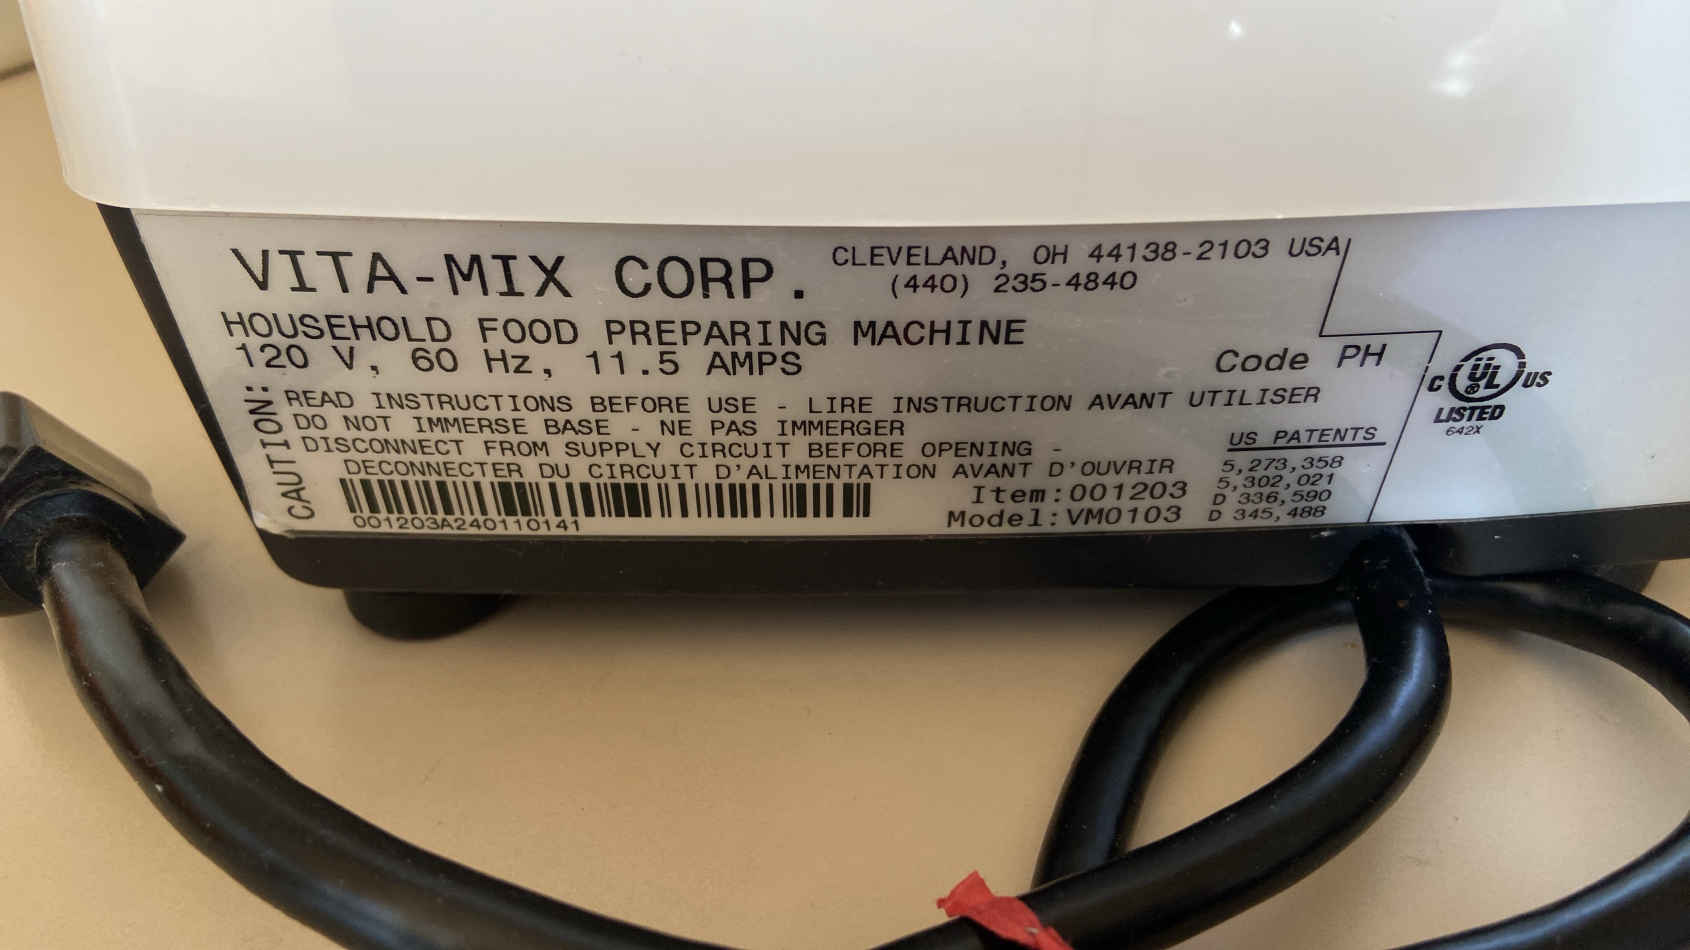 VITA-MIX CORP.
CLEVELAND, OH 44138-2103 USA
(440) 235-4840
HOUSEHOLD FOOD PREPARING MACHINE
120 V, 60 Hz, 11.5 AMPS
Code PH
CAUTION:
READ INSTRUCTIONS BEFORE USE - LIRE INSTRUCTION AVANT UTILISER
DO NOT IMMERSE BASE - NE PAS IMMERGER
DISCONNECT FROM SUPPLY CIRCUIT BEFORE OPENING -
DECONNECTER DU CIRCUIT D'ALIMENTATION AVANT D'OUVRIR
001203A240110141
Item:001203
Model:VM0103
US PATENTS
5,273,358
5,302,021
D 336,590
D 345,488
C UL ® US
LISTED
642X